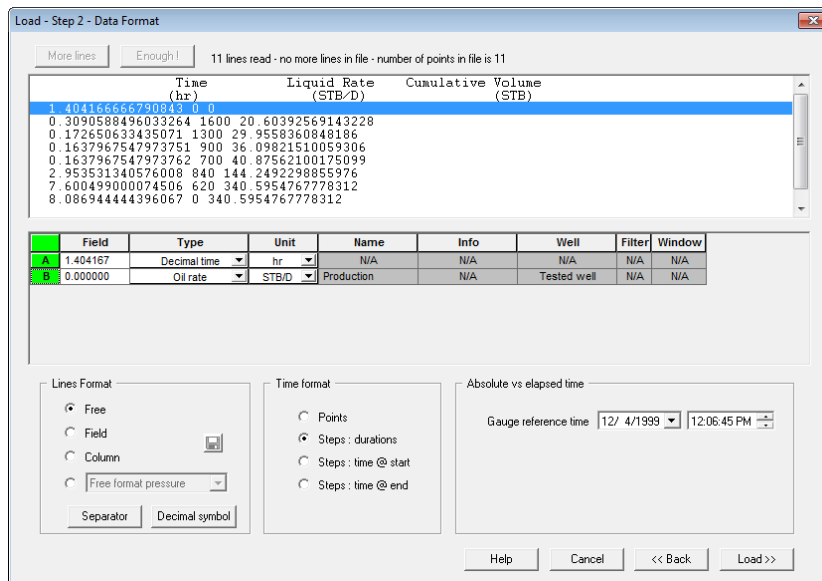 Load - Step 2 - Data Format
More lines Enough ! 11 lines read - no more lines in file - number of points in file is 11
Time Liquid Rate Cumulative Volume
(hr) (STB/D) (STB)
1.404166666790843 0 0
0.3090588496033264 1600 20.60392569143228
0.172650633435071 1300 29.9558360848186
0.1637967547973751 900 36.09821510059306
0.1637967547973762 700 40.87562100175099
2.953531340576008 840 144.2492298855976
7.600499000074506 620 340.5954767778312
8.086944444396067 0 340.5954767778312
Field Type Unit Name Info Well Filter Window
A 1.404167 Decimal time hr N/A N/A N/A N/A N/A
B 0.000000 Oil rate STB/D Production N/A Tested well N/A N/A
Lines Format Time format Absolute vs elapsed time
Free
Field
Column
Free format pressure
Separator Decimal symbol
Points
Steps : durations
Steps : time @ start
Steps : time @ end
Gauge reference time 12/ 4/1999 12:06:45 PM
Help Cancel << Back Load >>